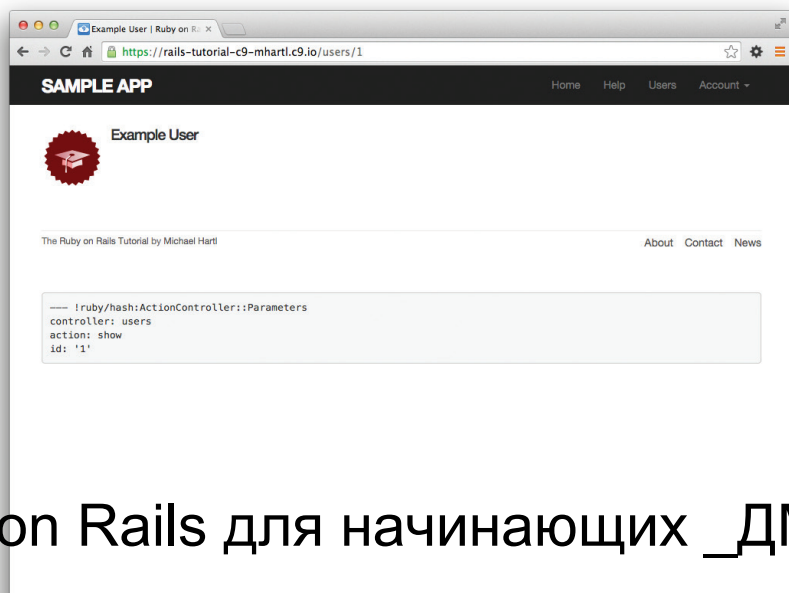 Example User | Ruby on Ra
https://rails-tutorial-c9-mhartl.c9.io/users/1
SAMPLE APP
Home Help Users Account
Example User
The Ruby on Rails Tutorial by Michael Hartl
About Contact News
--- !ruby/hash:ActionController::Parameters
controller: users
action: show
id: '1'
on Rails для начинающих _ДМ